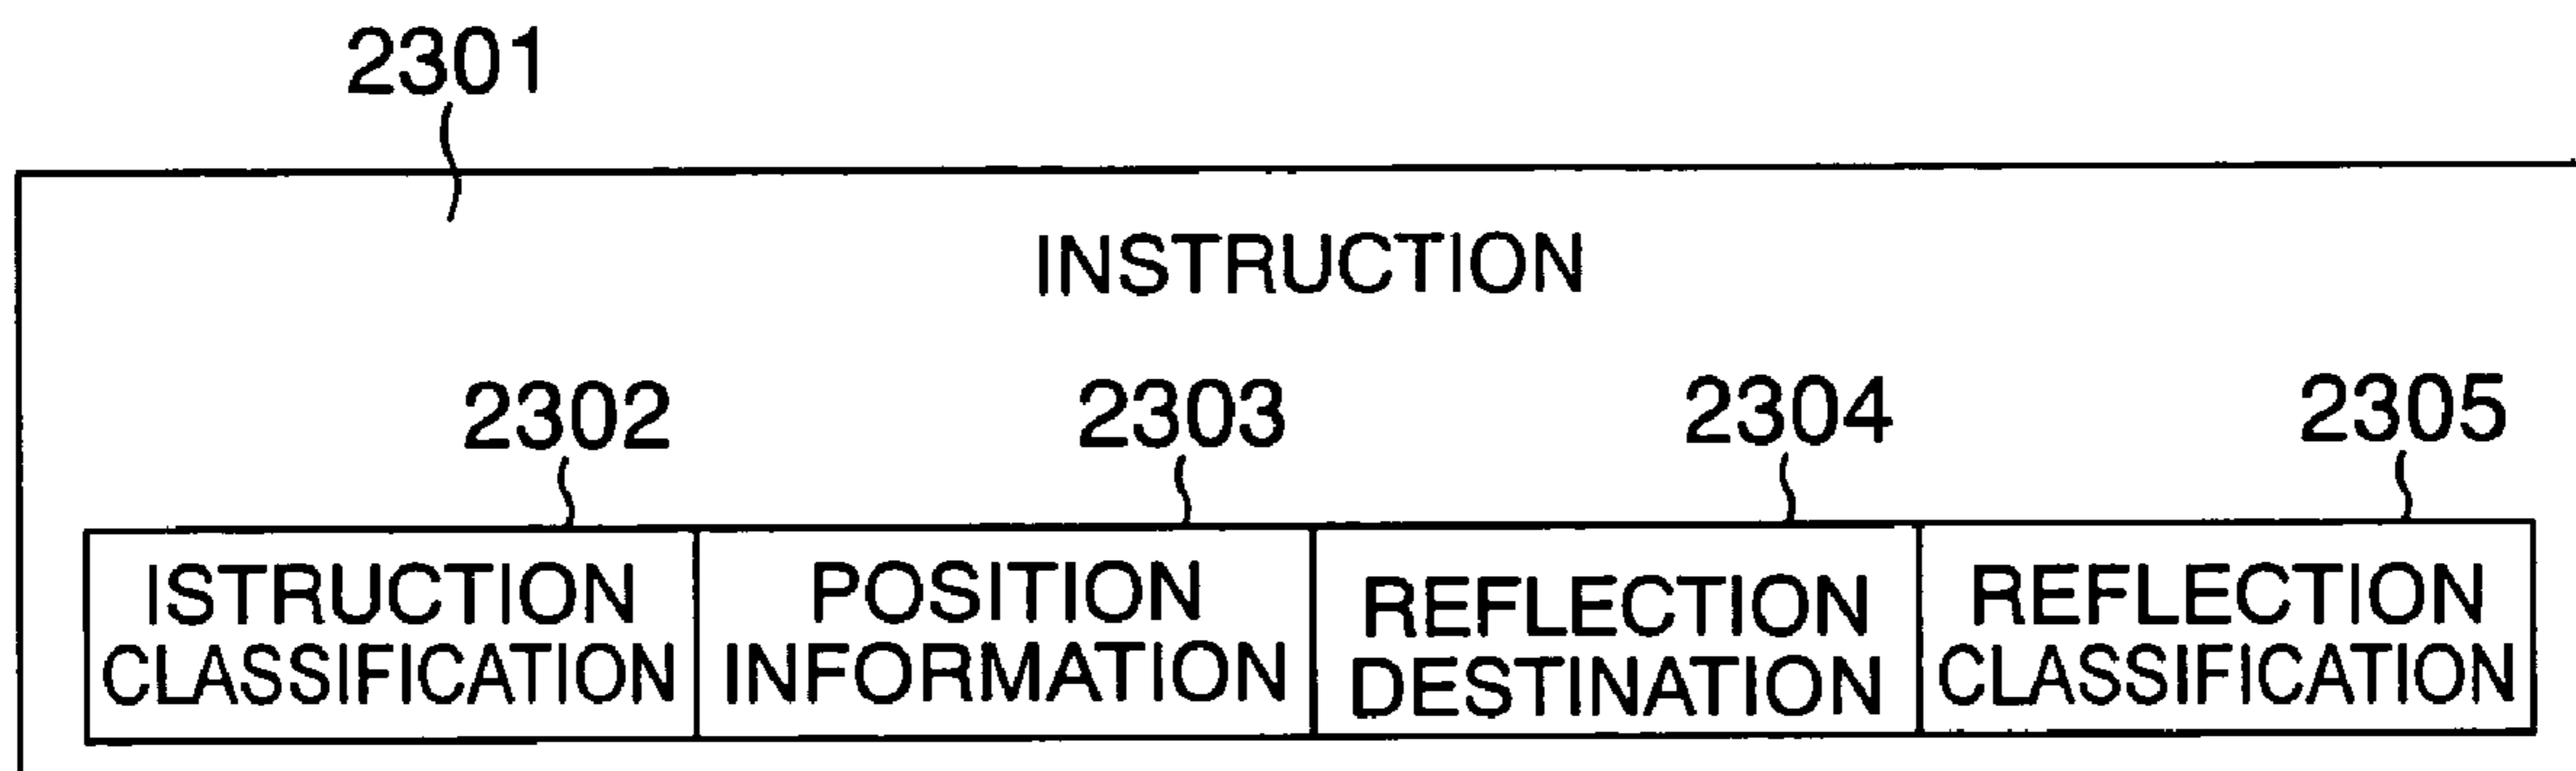 2301
INSTRUCTION
2302 2303 2304 2305
ISTRUCTION CLASSIFICATION
POSITION INFORMATION
REFLECTION DESTINATION
REFLECTION CLASSIFICATION